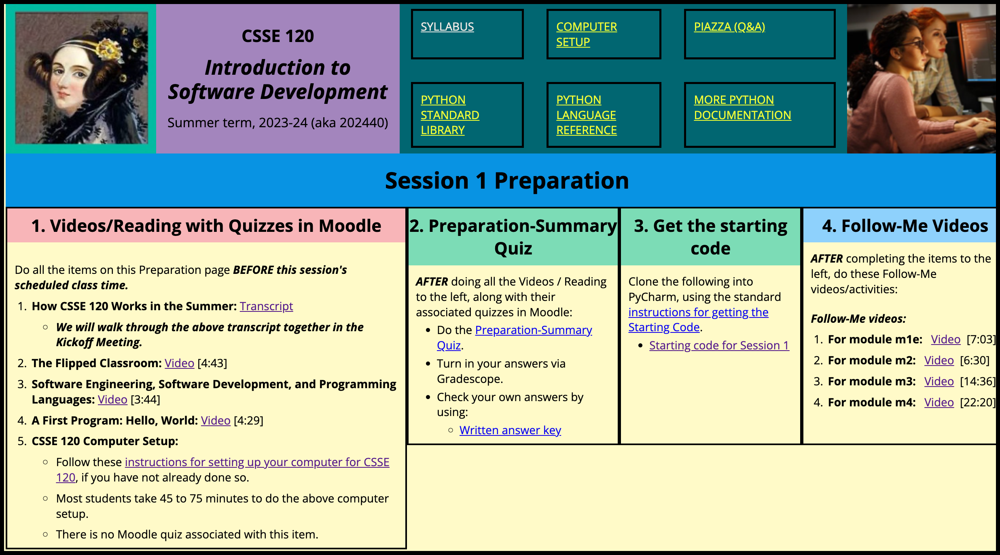 CSSE 120
Introduction to
Software Development
Summer term, 2023-24 (aka 202440)
SYLLABUS
COMPUTER
SETUP
PIAZZA (Q&A)
PYTHON
STANDARD
LIBRARY
PYTHON
LANGUAGE
REFERENCE
MORE PYTHON
DOCUMENTATION
Session 1 Preparation
1. Videos/Reading with Quizzes in Moodle
Do all the items on this Preparation page BEFORE this session's
scheduled class time.
1. How CSSE 120 Works in the Summer: Transcript
○ We will walk through the above transcript together in the
Kickoff Meeting.
2. The Flipped Classroom: Video [4:43]
3. Software Engineering, Software Development, and Programming
Languages: Video [3:44]
4. A First Program: Hello, World: Video [4:29]
5. CSSE 120 Computer Setup:
○ Follow these instructions for setting up your computer for CSSE
120, if you have not already done so.
○ Most students take 45 to 75 minutes to do the above computer
setup.
○ There is no Moodle quiz associated with this item.
2. Preparation-Summary
Quiz
AFTER doing all the Videos / Reading
to the left, along with their
associated quizzes in Moodle:
• Do the Preparation-Summary
Quiz.
• Turn in your answers via
Gradescope.
• Check your own answers by
using:
○ Written answer key
3. Get the starting
code
Clone the following into
PyCharm, using the standard
instructions for getting the
Starting Code.
• Starting code for Session 1
4. Follow-Me Videos
AFTER completing the items to the
left, do these Follow-Me
videos/activities:
Follow-Me videos:
1. For module m1e: Video [7:03]
2. For module m2: Video [6:30]
3. For module m3: Video [14:36]
4. For module m4: Video [22:20]